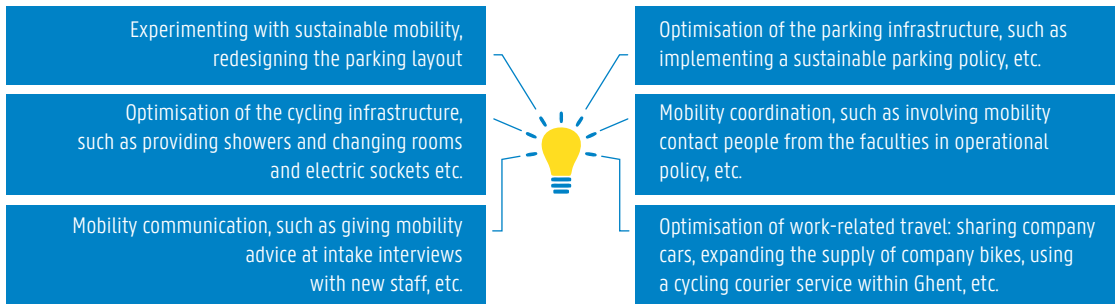 Experimenting with sustainable mobility,
redesigning the parking layout
Optimisation of the cycling infrastructure,
such as providing showers and changing rooms
and electric sockets etc.
Mobility communication, such as giving mobility
advice at intake interviews
with new staff, etc.
Optimisation of the parking infrastructure, such as
implementing a sustainable parking policy, etc.
Mobility coordination, such as involving mobility
contact people from the faculties in operational
policy, etc.
Optimisation of work-related travel: sharing company
cars, expanding the supply of company bikes, using
a cycling courier service within Ghent, etc.